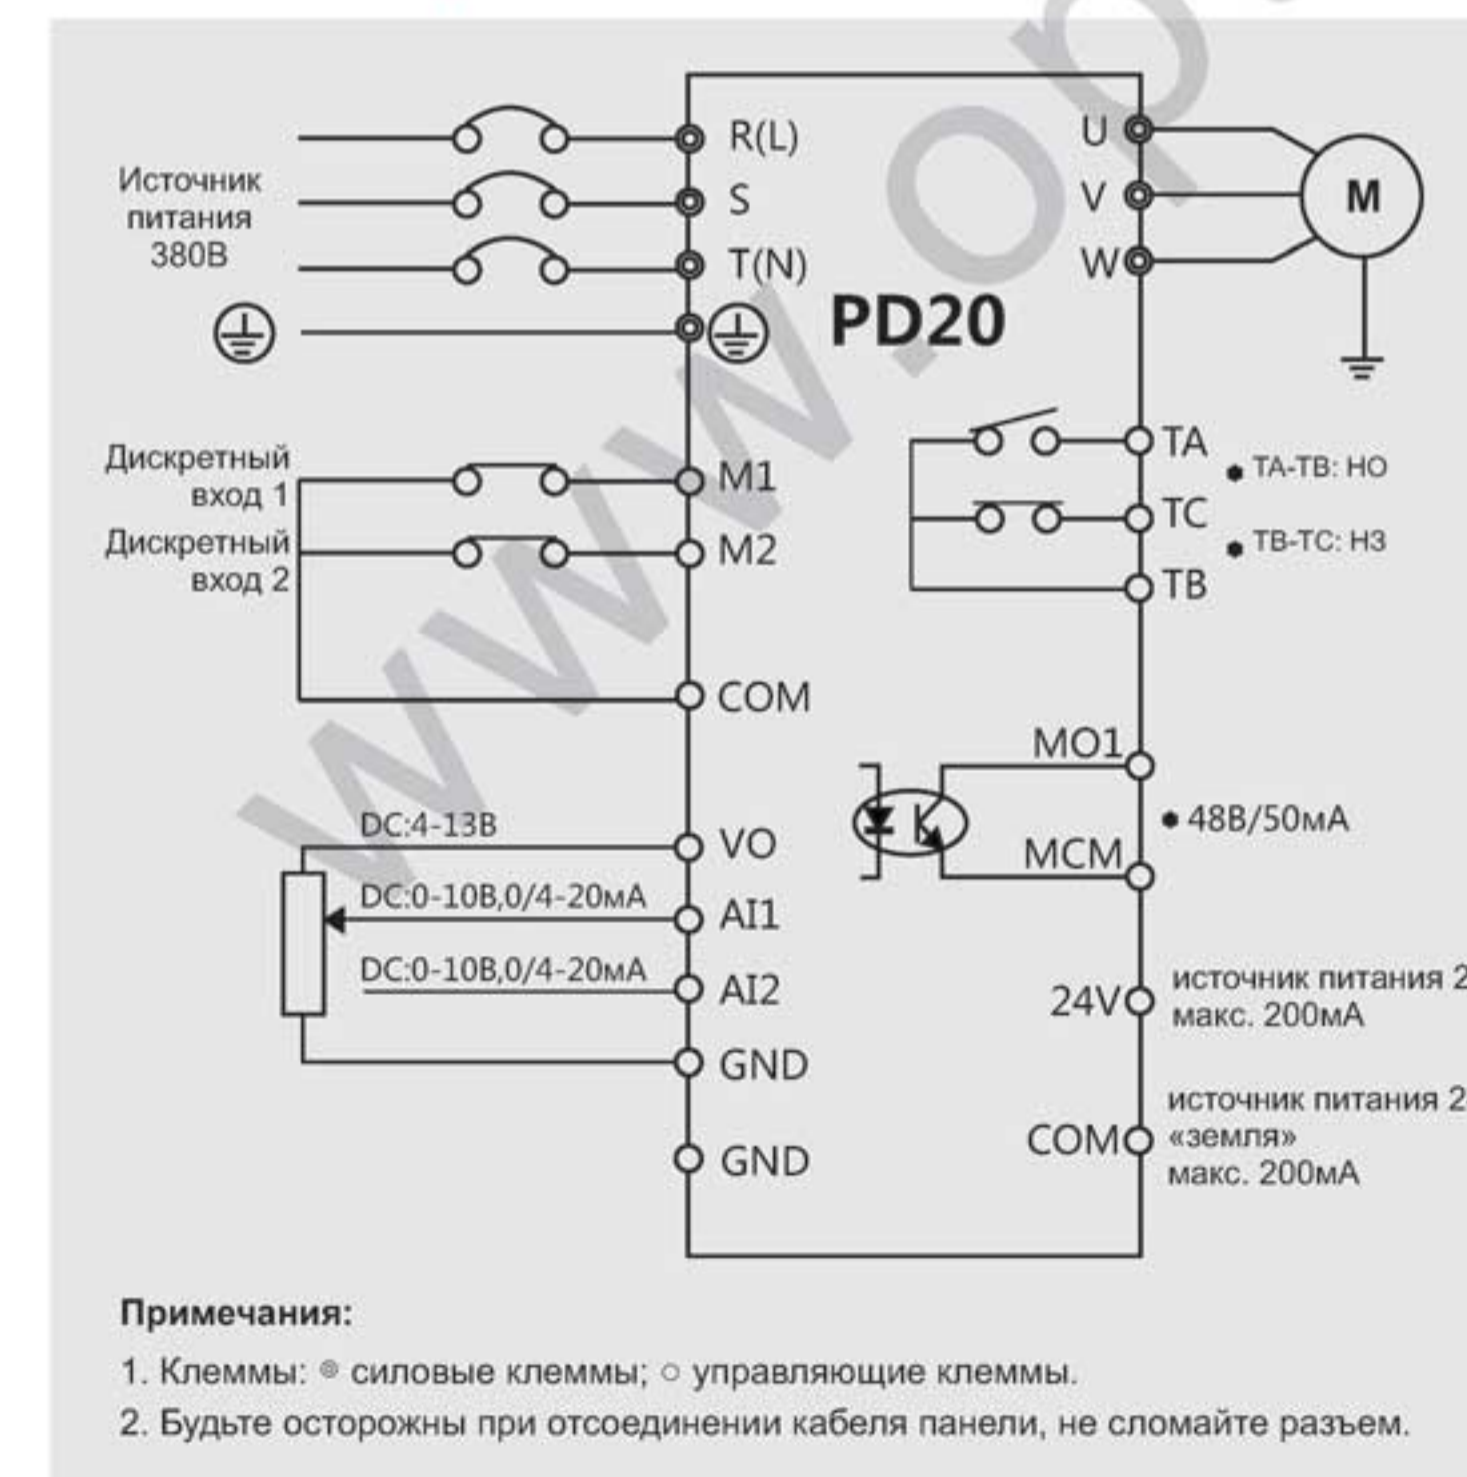 www.op
R(L)
U
Источник
питания
380В
S
V
M
T(N)
W
PD20
Дискретный
вход 1
M1
TA
TA-TB: НО
Дискретный
вход 2
M2
TC
TB-TC: НЗ
TB
COM
MO1
DC:4-13В
VO
48В/50мА
MCM
DC:0-10В,0/4-20мА
AI1
DC:0-10В,0/4-20мА
AI2
24V
источник питания 2
макс. 200мА
GND
COM
источник питания 2
«земля»
макс. 200мА
GND
Примечания:
1. Клеммы: ⌾ силовые клеммы; ○ управляющие клеммы.
2. Будьте осторожны при отсоединении кабеля панели, не сломайте разъем.